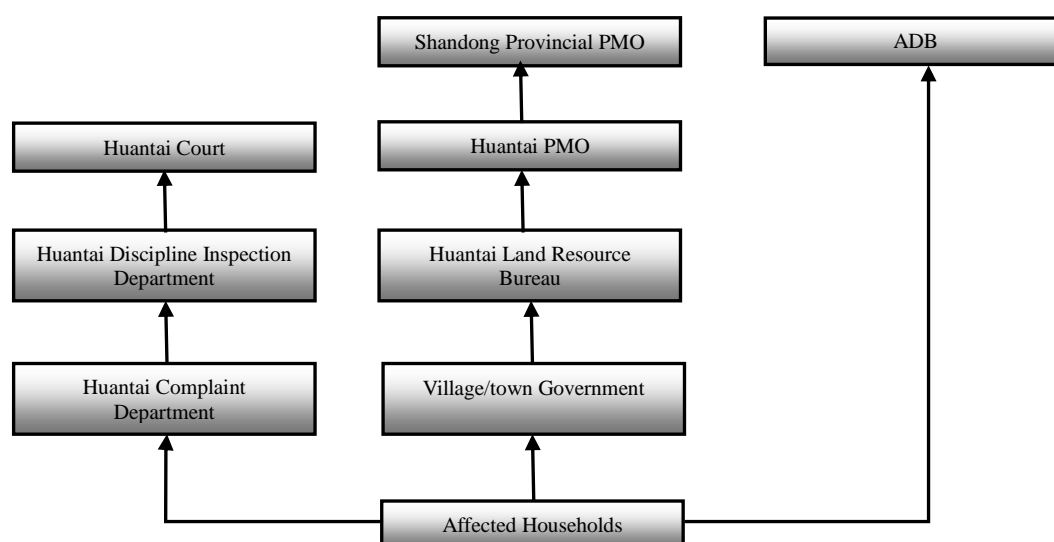 Shandong Provincial PMO
ADB
Huantai Court
Huantai PMO
Huantai Discipline Inspection
Department
Huantai Land Resource
Bureau
Huantai Complaint
Department
Village/town Government
Affected Households